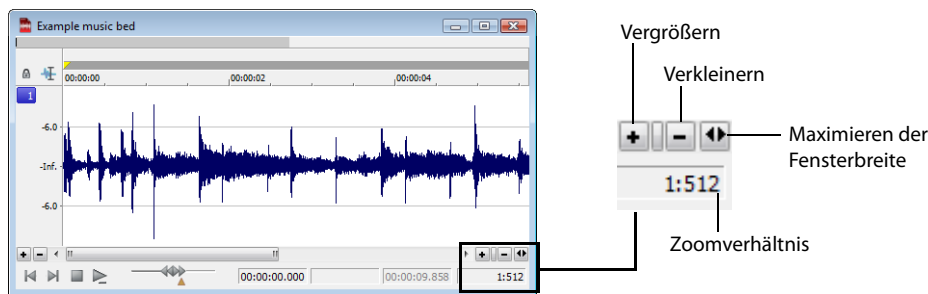 Example music bed
00:00:00
00:00:02
00:00:04
1
-6.0
-Inf.
-6.0
00:00:00.000
00:00:09.858
1:512
Vergrößern
Verkleinern
Maximieren der
Fensterbreite
1:512
Zoomverhältnis